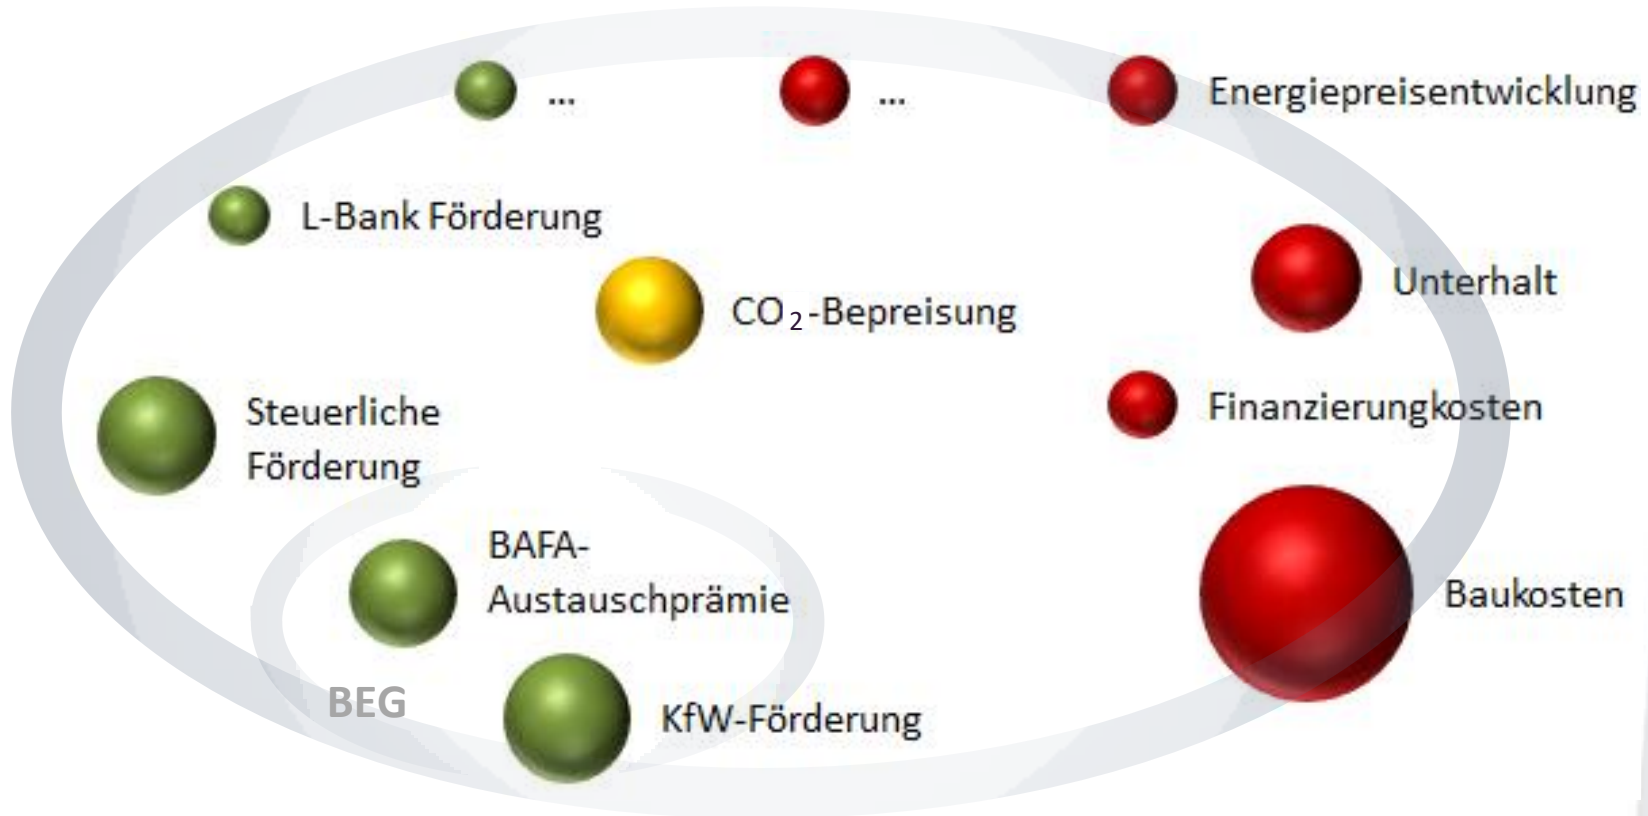 ...
...
Energiepreisentwicklung
L-Bank Förderung
Unterhalt
CO2-Bepreisung
Finanzierungkosten
Steuerliche
Förderung
BAFA-
Austauschprämie
Baukosten
BEG
KfW-Förderung